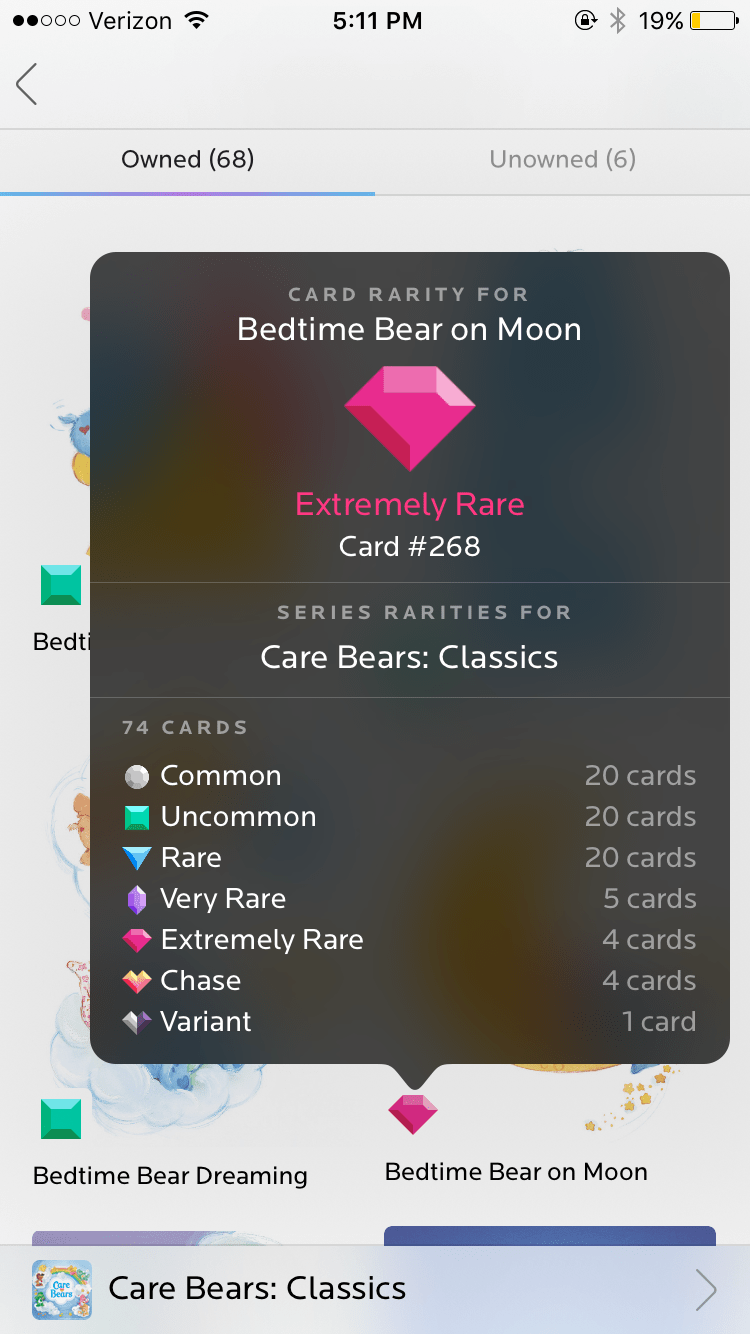 Verizon 5:11 PM 19%
Owned (68) Unowned (6)
CARD RARITY FOR
Bedtime Bear on Moon
Extremely Rare
Card #268
SERIES RARITIES FOR
Care Bears: Classics
74 CARDS
Common 20 cards
Uncommon 20 cards
Rare 20 cards
Very Rare 5 cards
Extremely Rare 4 cards
Chase 4 cards
Variant 1 card
Bedti
Bedtime Bear Dreaming
Bedtime Bear on Moon
Care Bears
Care Bears: Classics